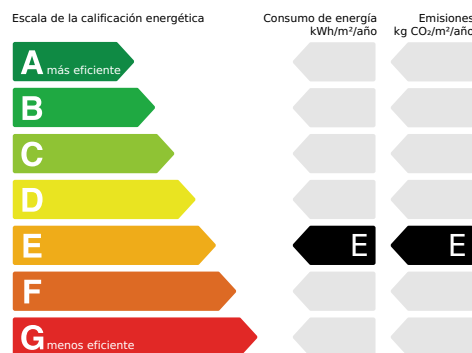 Escala de la calificación energética
Consumo de energía
kWh/m²/año
Emisiones
kg CO₂/m²/año
A más eficiente
B
C
D
E E E
F
G menos eficiente